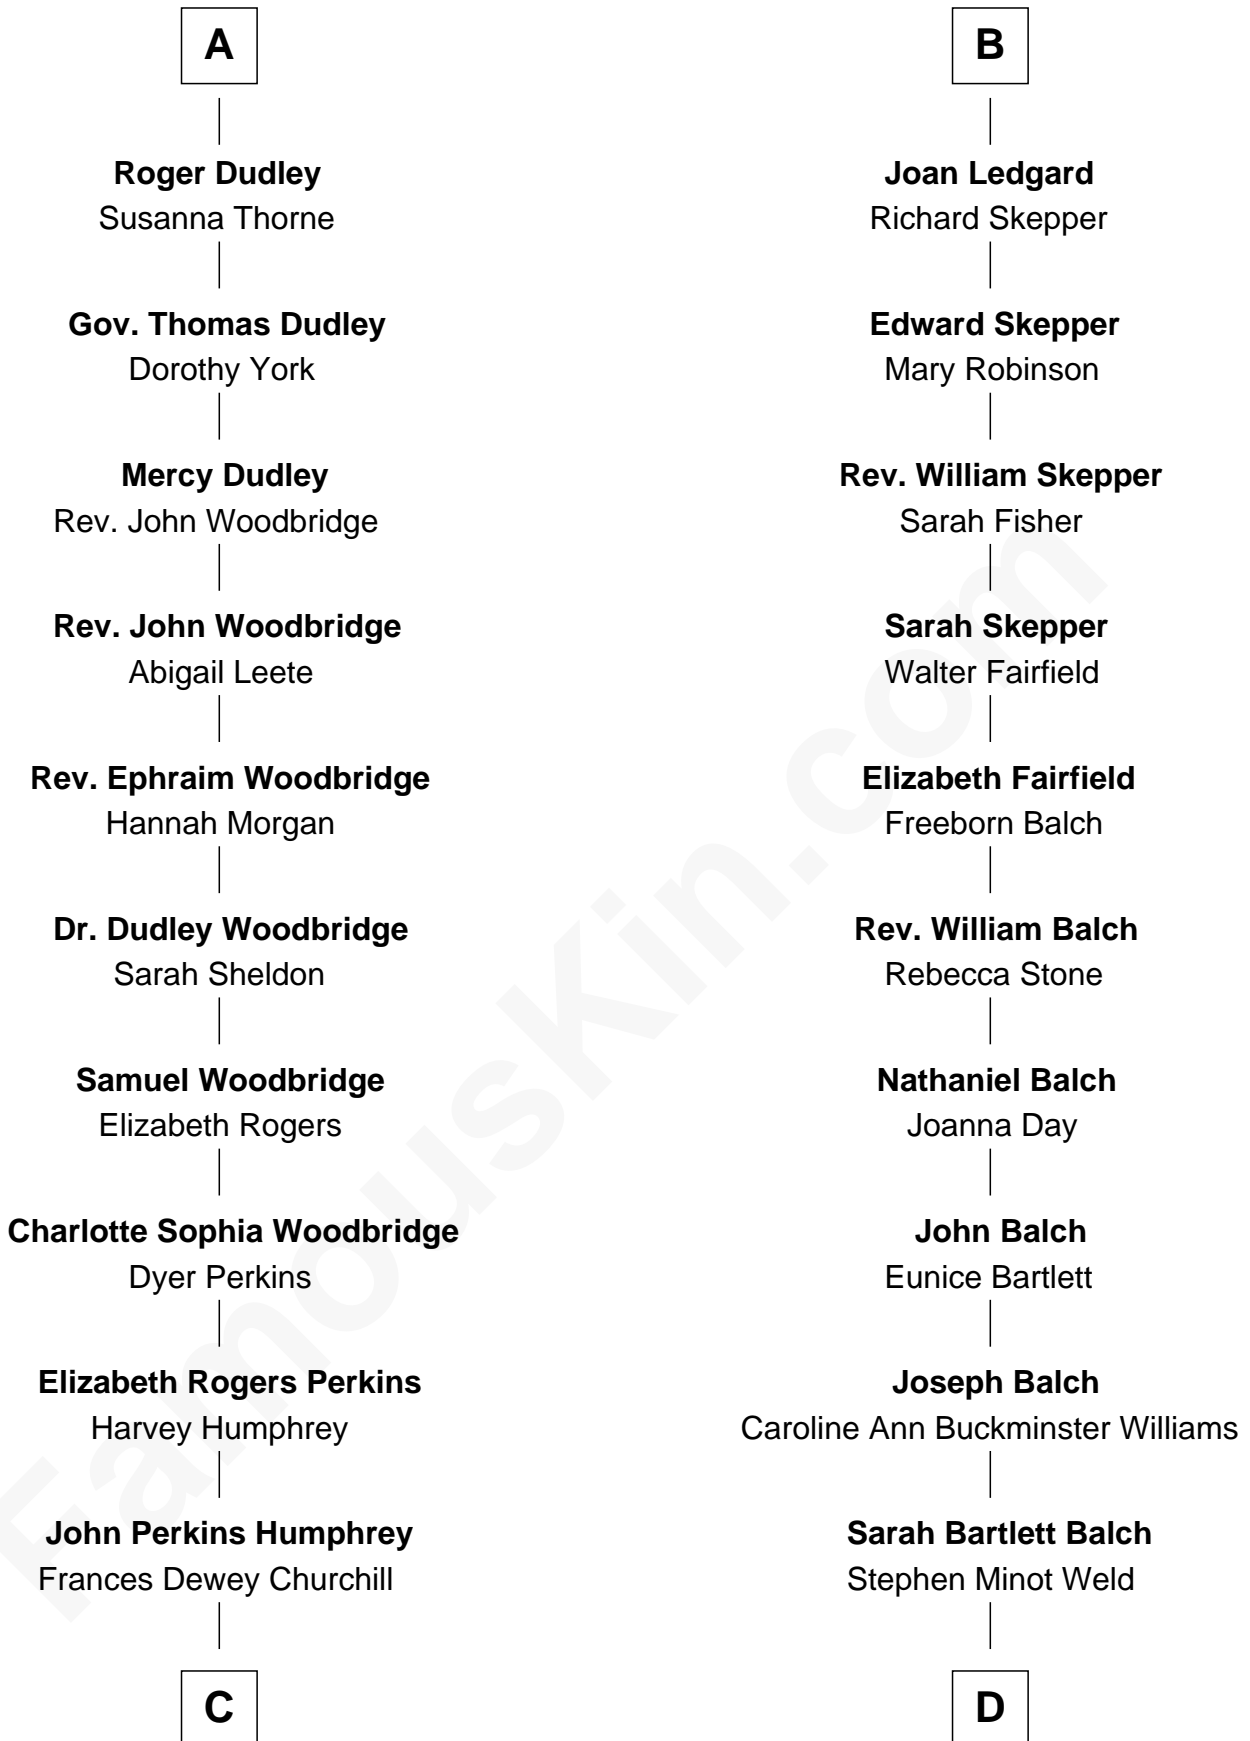 A
Roger Dudley
Susanna Thorne
Gov. Thomas Dudley
Dorothy York
Mercy Dudley
Rev. John Woodbridge
Rev. John Woodbridge
Abigail Leete
Rev. Ephraim Woodbridge
Hannah Morgan
Dr. Dudley Woodbridge
Sarah Sheldon
Samuel Woodbridge
Elizabeth Rogers
Charlotte Sophia Woodbridge
Dyer Perkins
Elizabeth Rogers Perkins
Harvey Humphrey
John Perkins Humphrey
Frances Dewey Churchill
C
B
Joan Ledgard
Richard Skepper
Edward Skepper
Mary Robinson
Rev. William Skepper
Sarah Fisher
Sarah Skepper
Walter Fairfield
Elizabeth Fairfield
Freeborn Balch
Rev. William Balch
Rebecca Stone
Nathaniel Balch
Joanna Day
John Balch
Eunice Bartlett
Joseph Balch
Caroline Ann Buckminster Williams
Sarah Bartlett Balch
Stephen Minot Weld
D
FamousKin.com